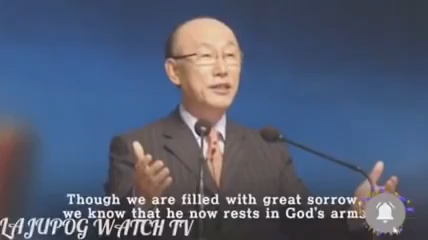 Though we are filled with great sorrow
we know that he now rests in God's arms
LAJUPOG WATCH TV